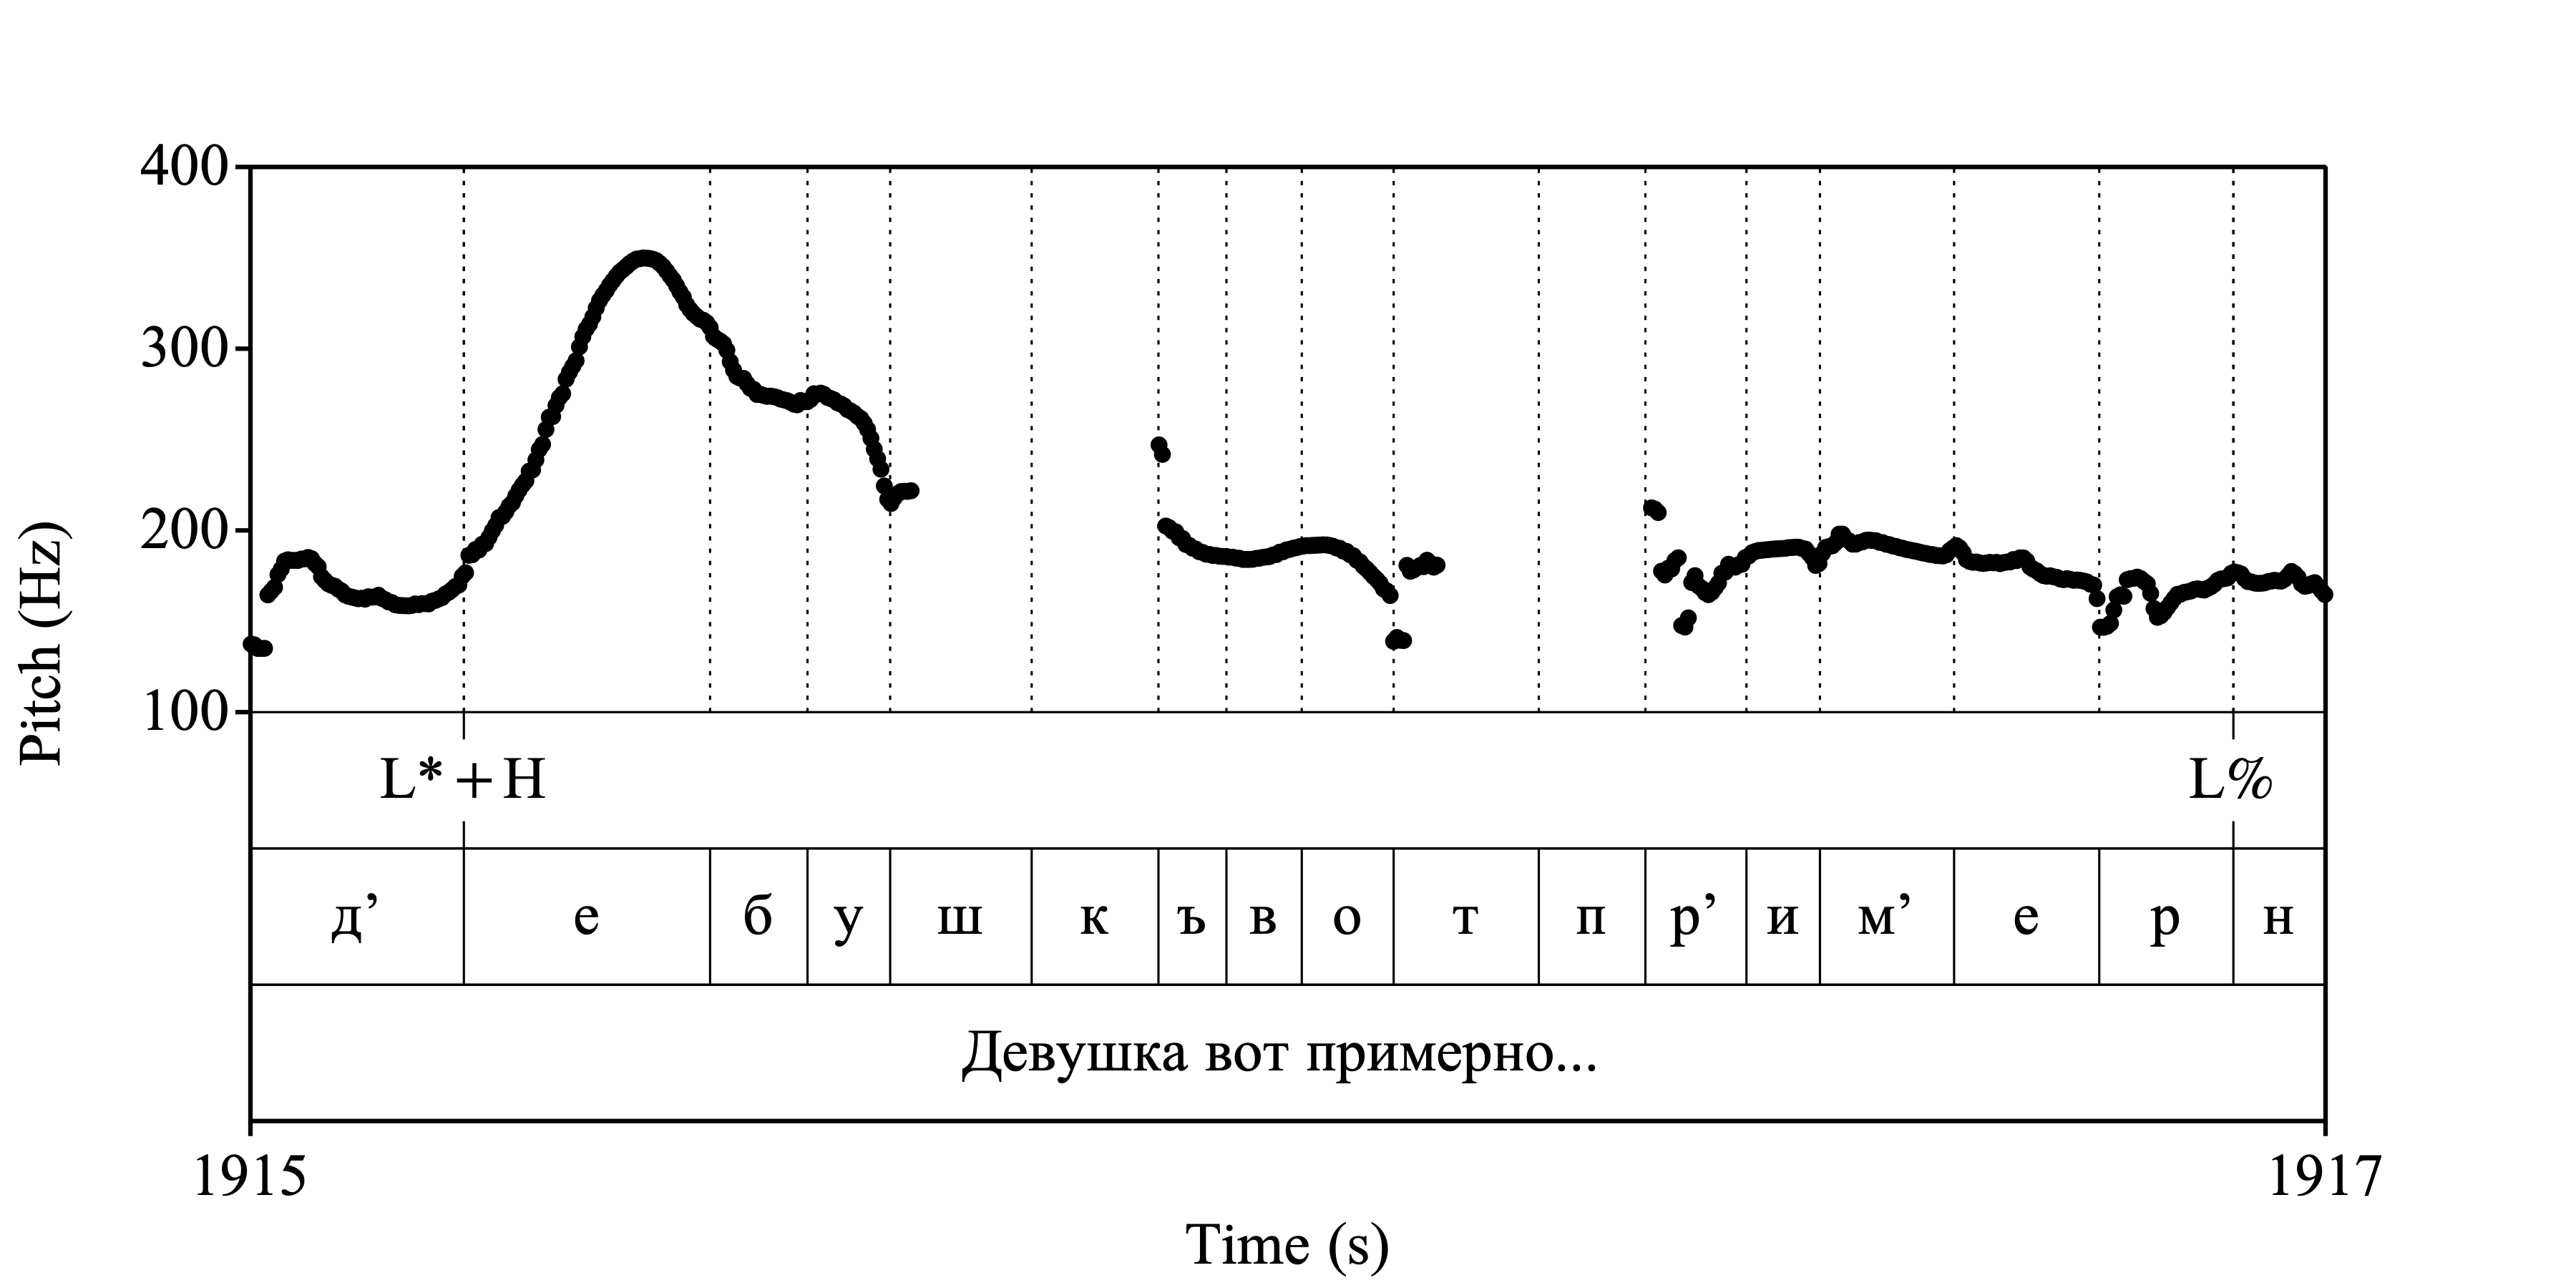 400
300
200
100
Pitch (Hz)
L*+H L%
д’ е б у ш к ъ в о т п р’ и м’ е р н
Девушка вот примерно...
1915 1917
Time (s)